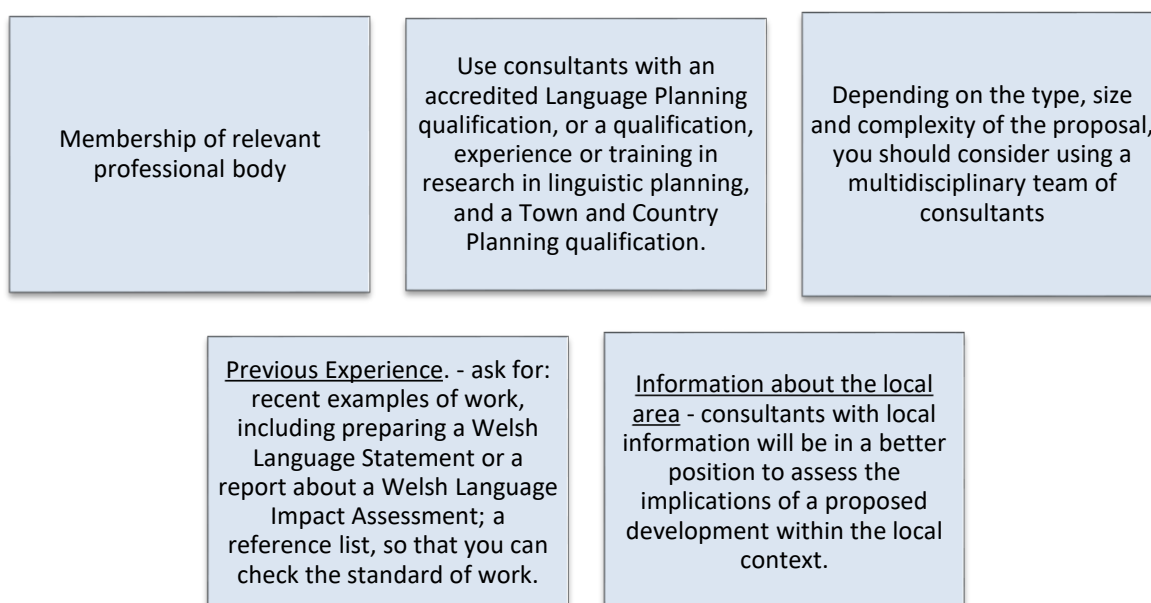 Membership of relevant
professional body
Use consultants with an
accredited Language Planning
qualification, or a qualification,
experience or training in
research in linguistic planning,
and a Town and Country
Planning qualification.
Depending on the type, size
and complexity of the proposal,
you should consider using a
multidisciplinary team of
consultants
Previous Experience. - ask for:
recent examples of work,
including preparing a Welsh
Language Statement or a
report about a Welsh Language
Impact Assessment; a
reference list, so that you can
check the standard of work.
Information about the local
area - consultants with local
information will be in a better
position to assess the
implications of a proposed
development within the local
context.